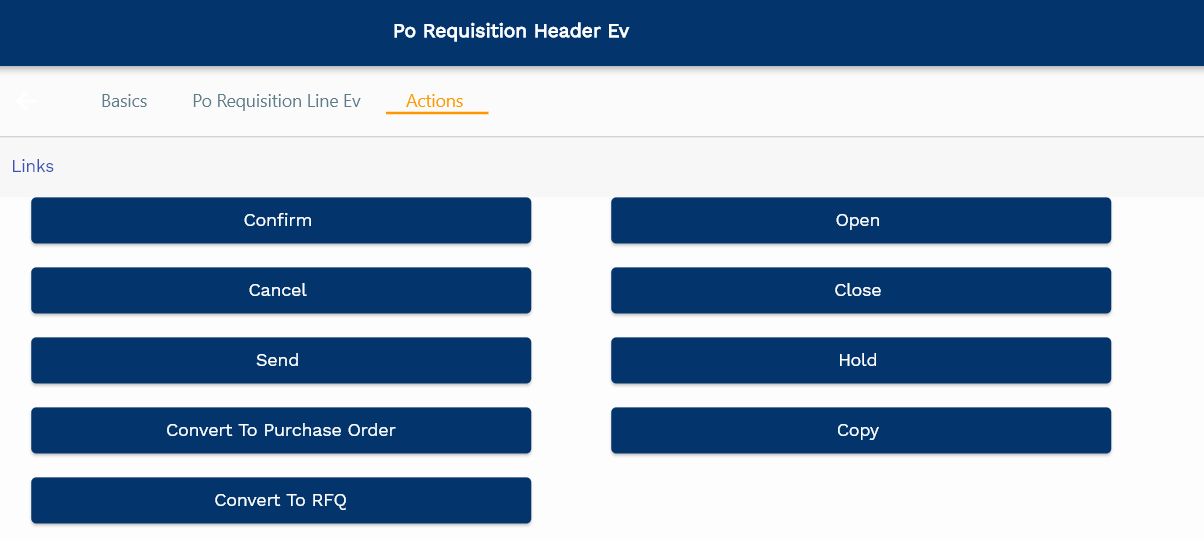 Po Requisition Header Ev
Basics Po Requisition Line Ev Actions
Links
Confirm Open
Cancel Close
Send Hold
Convert To Purchase Order Copy
Convert To RFQ